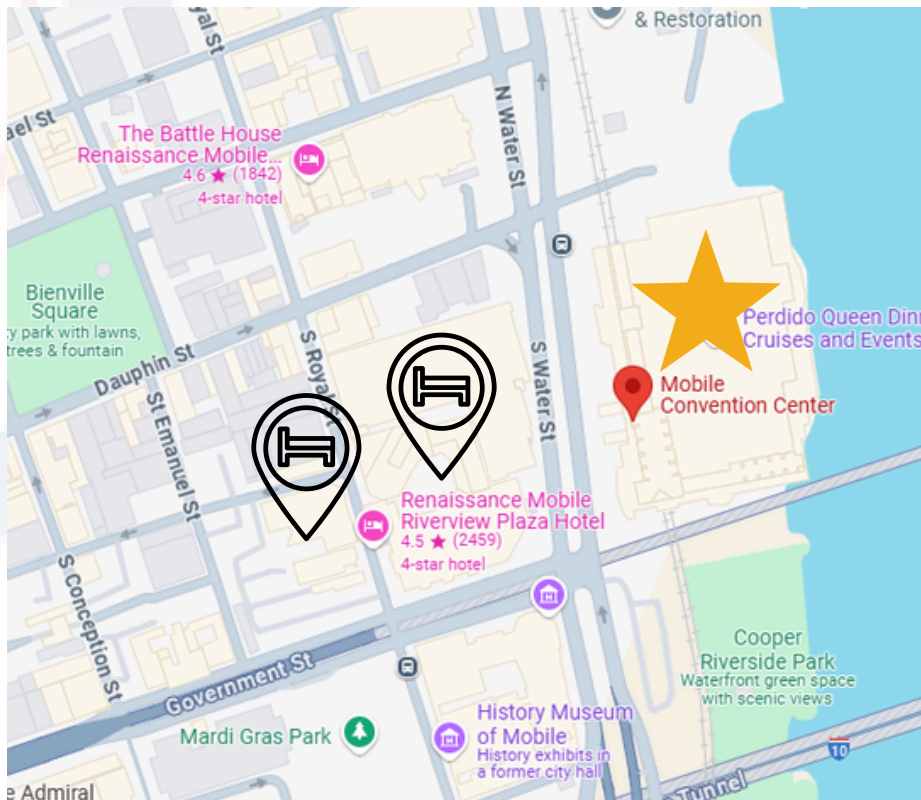 & Restoration
yal St
ael St
N Water St
The Battle House
Renaissance Mobile...
4.6 ★ (1842)
4-star hotel
Bienville
Square
ty park with lawns,
trees & fountain
Perdido Queen Din
Cruises and Events
Dauphin St
S Royal St
S Water St
Mobile
Convention Center
St Emanuel St
Renaissance Mobile
Riverview Plaza Hotel
4.5 ★ (2459)
4-star hotel
S Conception St
Government St
Cooper
Riverside Park
Waterfront green space
with scenic views
Mardi Gras Park
History Museum
of Mobile
History exhibits in
a former city hall
10
e Admiral
Tunnel